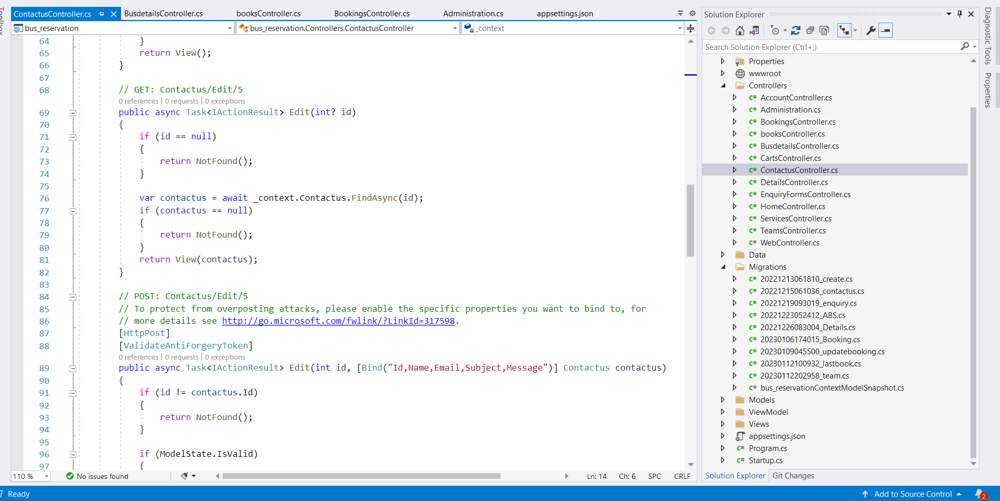 Toolbox
ContactusController.cs
BusdetailsController.cs
booksController.cs
BookingsController.cs
Administration.cs
appsettings.json
bus_reservation
bus_reservation.Controllers.ContactusController
_context
64 }
65 return View();
66 }
67
68 // GET: Contactus/Edit/5
0 references | 0 requests | 0 exceptions
69 public async Task<IActionResult> Edit(int? id)
70 {
71 if (id == null)
72 {
73 return NotFound();
74 }
75
76 var contactus = await _context.Contactus.FindAsync(id);
77 if (contactus == null)
78 {
79 return NotFound();
80 }
81 return View(contactus);
82 }
83
84 // POST: Contactus/Edit/5
85 // To protect from overposting attacks, please enable the specific properties you want to bind to, for
86 // more details see http://go.microsoft.com/fwlink/?LinkId=317598.
87 [HttpPost]
88 [ValidateAntiForgeryToken]
0 references | 0 requests | 0 exceptions
89 public async Task<IActionResult> Edit(int id, [Bind("Id,Name,Email,Subject,Message")] Contactus contactus)
90 {
91 if (id != contactus.Id)
92 {
93 return NotFound();
94 }
95
96 if (ModelState.IsValid)
97 {
110 %
No issues found
Ln: 14
Ch: 6
SPC
CRLF
Solution Explorer
Search Solution Explorer (Ctrl+;)
Properties
wwwroot
Controllers
C# AccountController.cs
C# Administration.cs
C# BookingsController.cs
C# booksController.cs
C# BusdetailsController.cs
C# CartsController.cs
C# ContactusController.cs
C# DetailsController.cs
C# EnquiryFormsController.cs
C# HomeController.cs
C# ServicesController.cs
C# TeamsController.cs
C# WebController.cs
Data
Migrations
C# 20221213061810_create.cs
C# 20221215061036_contactus.cs
C# 20221219093019_enquiry.cs
C# 20221223052412_ABS.cs
C# 20221226083004_Details.cs
C# 20230106174015_Booking.cs
C# 20230109045500_updatebooking.cs
C# 20230112100932_lastbook.cs
C# 20230112202958_team.cs
C# bus_reservationContextModelSnapshot.cs
Models
ViewModel
Views
appsettings.json
C# Program.cs
C# Startup.cs
Solution Explorer
Git Changes
Diagnostic Tools
Properties
Ready
Add to Source Control
2